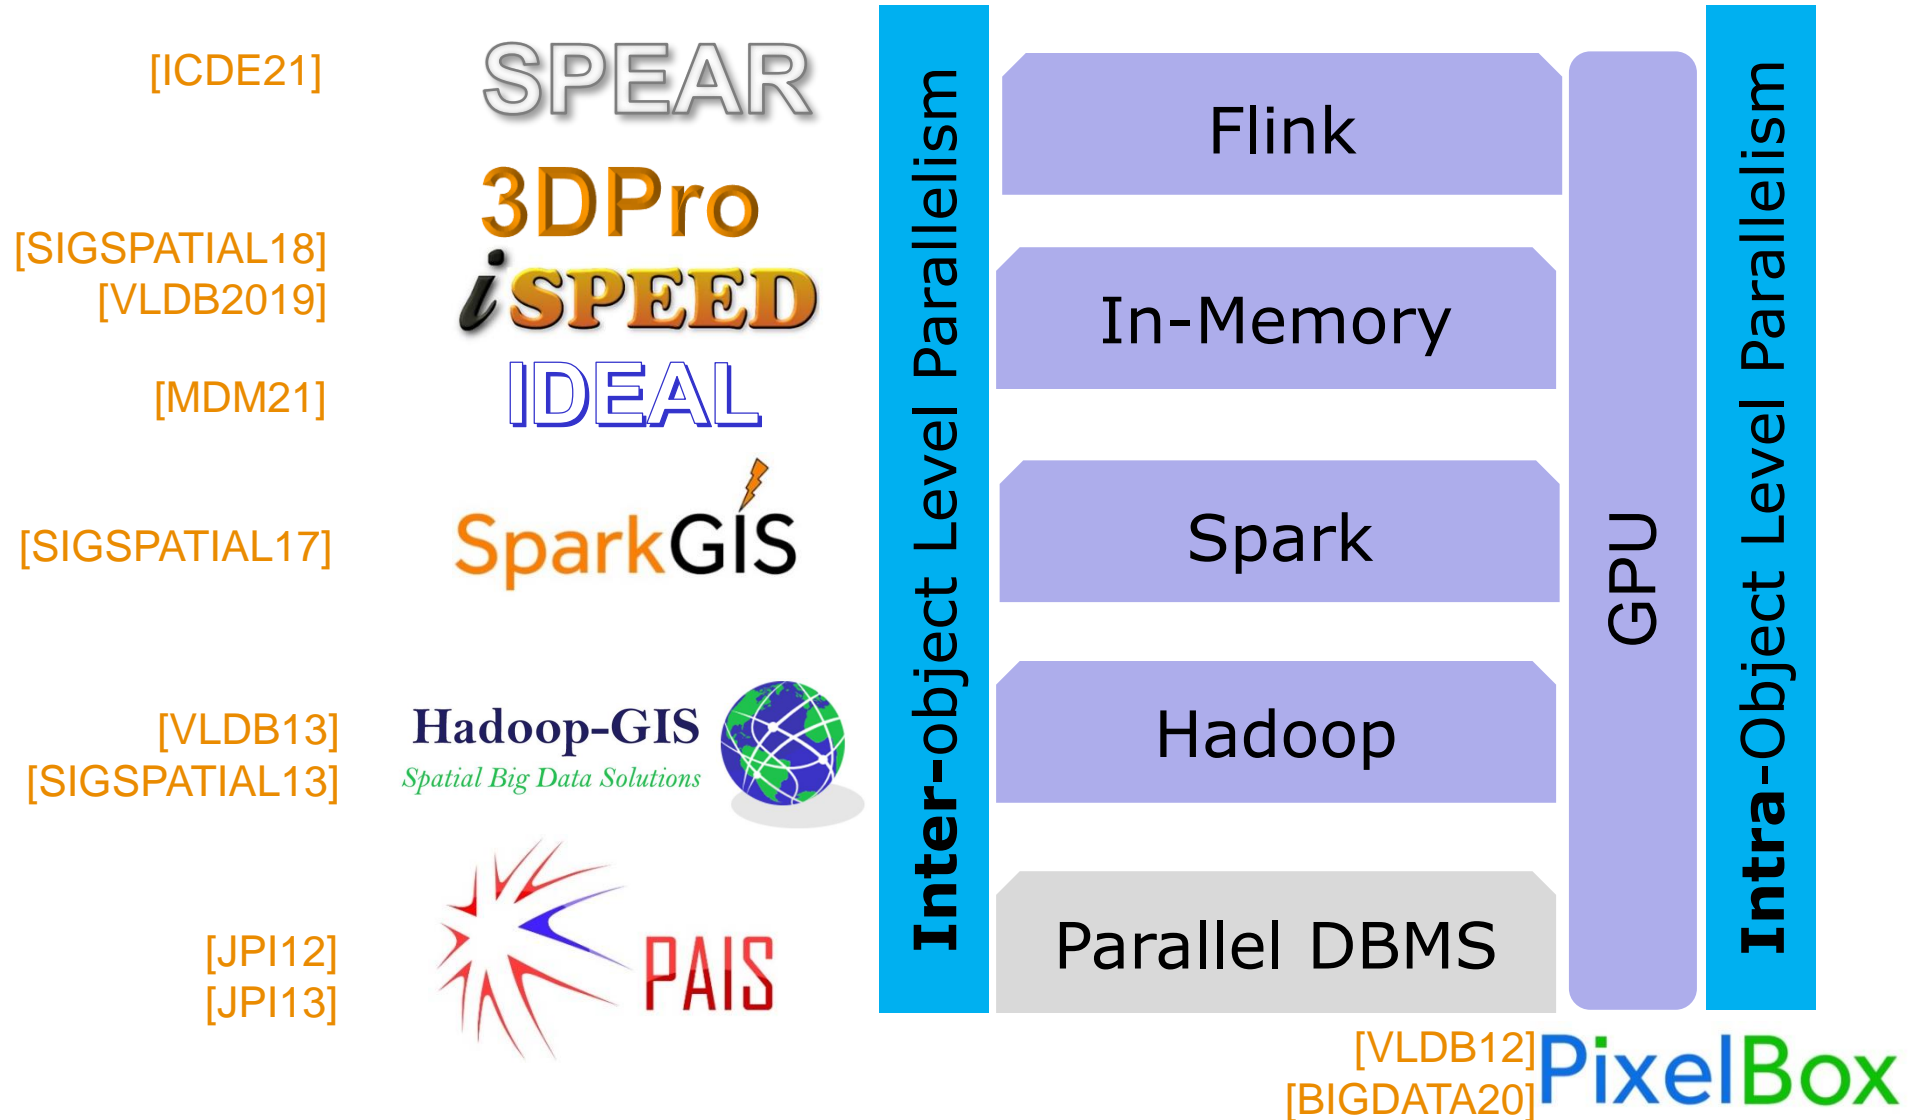 [ICDE21]
SPEAR
3DPro
[SIGSPATIAL18]
[VLDB2019]
iSPEED
[MDM21]
IDEAL
[SIGSPATIAL17]
SparkGIS
[VLDB13]
[SIGSPATIAL13]
Hadoop-GIS
Spatial Big Data Solutions
[JPI12]
[JPI13]
PAIS
Inter-object Level Parallelism
Flink
In-Memory
Spark
Hadoop
Parallel DBMS
GPU
Intra-Object Level Parallelism
[VLDB12]
[BIGDATA20]
PixelBox